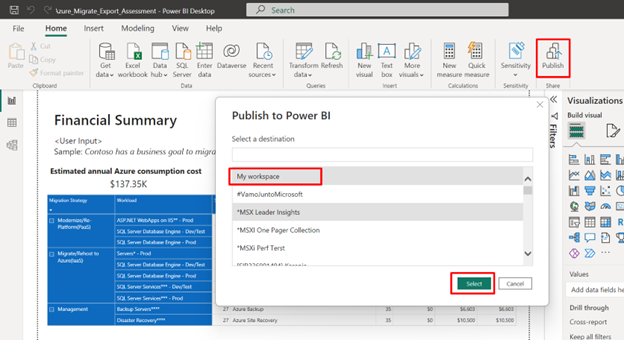 Azure_Migrate_Export_Assessment - Power BI Desktop
Search
File
Home
Insert
Modeling
View
Help
Paste
Cut
Copy
Format painter
Get data
Excel workbook
Data hub
SQL Server
Enter data
Dataverse
Recent sources
Transform data
Refresh
New visual
Text box
More visuals
New measure
Quick measure
Sensitivity
Publish
Clipboard
Data
Queries
Insert
Calculations
Sensitivity
Share
Financial Summary
<User Input>
Sample: Contoso has a business goal to migra
Estimated annual Azure consumption cost
$137.35K
Migration Strategy
Workload
Modernize/Re-Platform(PaaS)
ASP.NET WebApps on IIS** - Prod
SQL Server Database Engine - Dev/Test
SQL Server Database Engine - Prod
Migrate/Rehost to Azure(IaaS)
Servers* - Prod
SQL Server Database Engine - Dev/Test
SQL Server Database Engine - Prod
SQL Server Services*** - Dev/Test
SQL Server Services*** - Prod
Management
Backup Servers****
27
Azure Backup
35
$0
$6,603
$6,603
Disaster Recovery****
27
Azure Site Recovery
35
$0
$10,500
$10,500
Publish to Power BI
Select a destination
My workspace
#VamoJuntoMicrosoft
*MSX Leader Insights
*MSXI One Pager Collection
*MSXi Perf Terst
Select
Cancel
Filters
Visualizations
Build visual
Values
Add data fields he
Drill through
Cross-report
Keep all filters